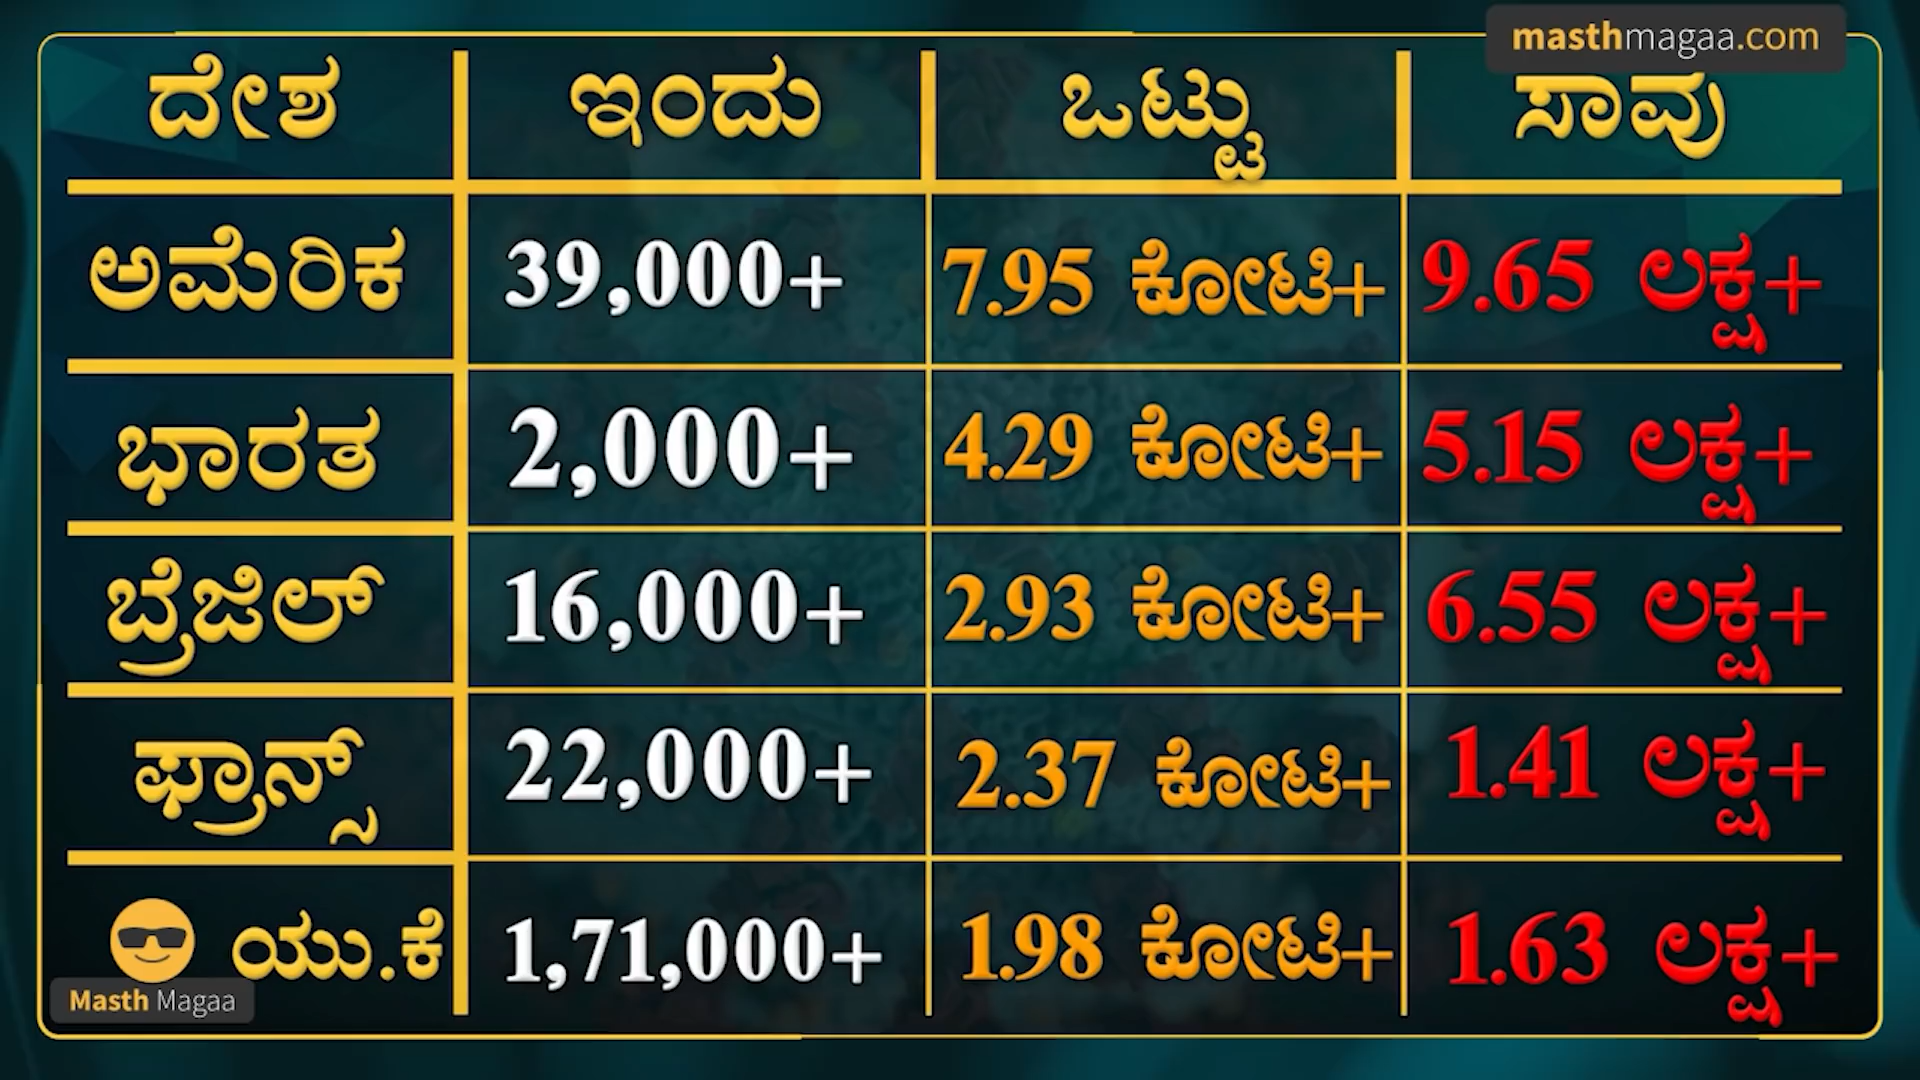 masthmagaa.com
ದೇಶ ಇಂದು ಒಟ್ಟು ಸಾವು
ಅಮೆರಿಕ 39,000+ 7.95 ಕೋಟಿ+ 9.65 ಲಕ್ಷ+
ಭಾರತ 2,000+ 4.29 ಕೋಟಿ+ 5.15 ಲಕ್ಷ+
ಬ್ರೆಜಿಲ್ 16,000+ 2.93 ಕೋಟಿ+ 6.55 ಲಕ್ಷ+
ಫ್ರಾನ್ಸ್ 22,000+ 2.37 ಕೋಟಿ+ 1.41 ಲಕ್ಷ+
ಯು.ಕೆ 1,71,000+ 1.98 ಕೋಟಿ+ 1.63 ಲಕ್ಷ+
Masth Magaa